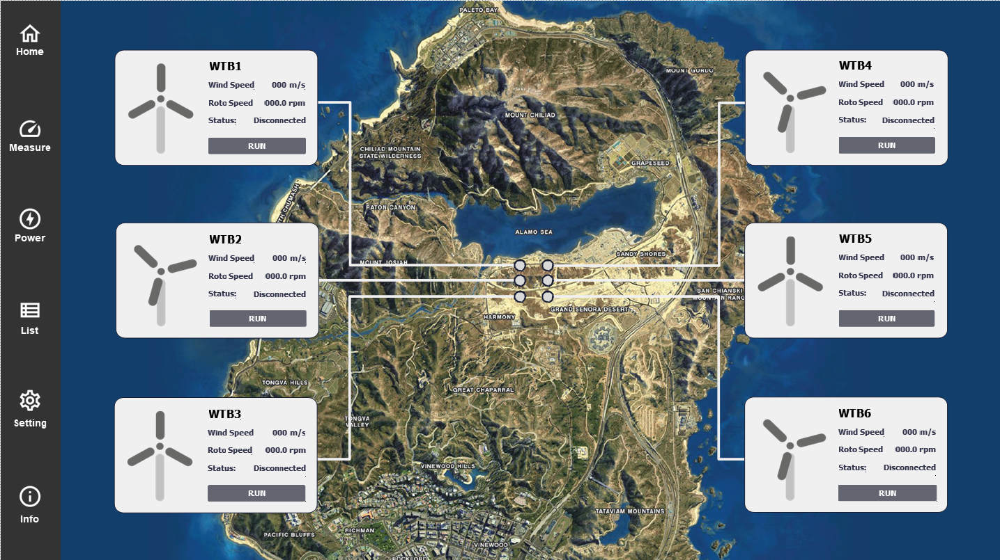 Home
Measure
Power
List
Setting
Info
WTB1
Wind Speed 000 m/s
Roto Speed 000.0 rpm
Status: Disconnected
RUN
WTB2
Wind Speed 000 m/s
Roto Speed 000.0 rpm
Status: Disconnected
RUN
WTB3
Wind Speed 000 m/s
Roto Speed 000.0 rpm
Status: Disconnected
RUN
PALETO BAY
MOUNT GORDO
MOUNT CHILIAD
CHILIAD MOUNTAIN
STATE WILDERNESS
GRAPESEED
CHUMASH
RATON CANYON
ALAMO SEA
SANDY SHORES
MOUNT JOSIAH
SAN CHIANSKI
MOUNTAIN RANG
GRAND SENORA DESERT
HARMONY
TONGVA HILLS
GREAT CHAPARRAL
TONGVA
VALLEY
VINEWOOD HILLS
TATAVIAM MOUNTAINS
PACIFIC BLUFFS
RICHMAN
VINEWOOD
ROCKFORD
WTB4
Wind Speed 000 m/s
Roto Speed 000.0 rpm
Status: Disconnected
RUN
WTB5
Wind Speed 000 m/s
Roto Speed 000.0 rpm
Status: Disconnected
RUN
WTB6
Wind Speed 000 m/s
Roto Speed 000.0 rpm
Status: Disconnected
RUN